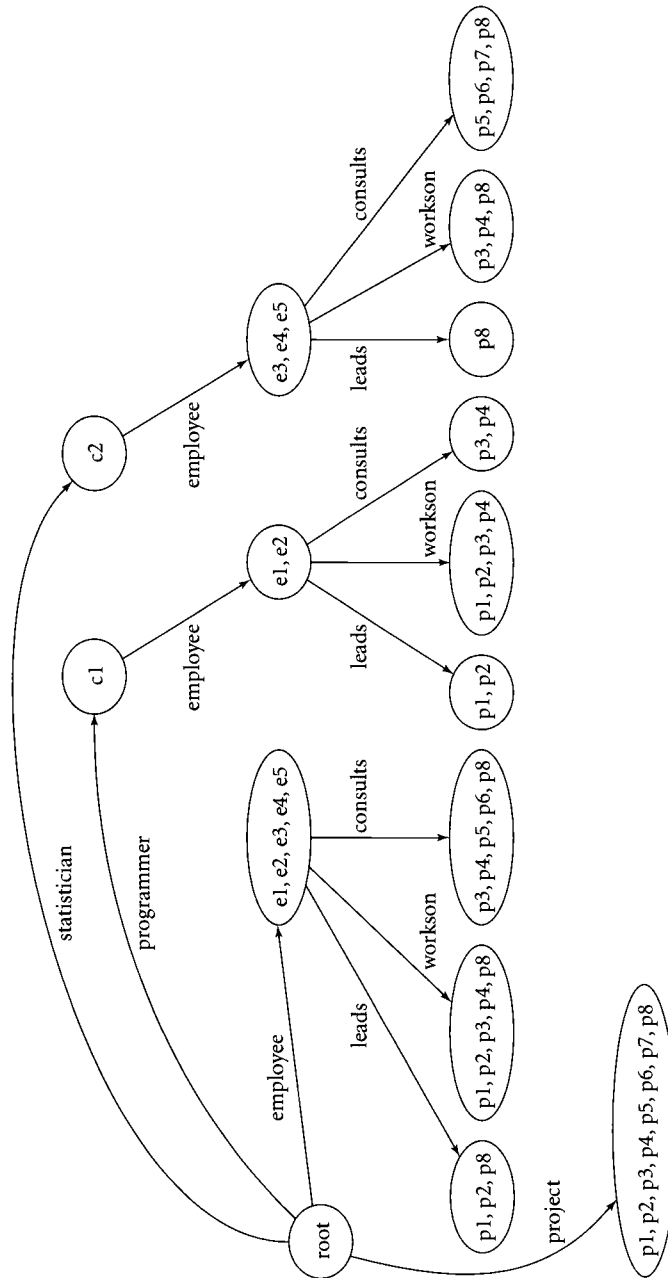 statistician
programmer
c1
c2
employee
employee
employee
root
e1, e2, e3, e4, e5
e1, e2
e3, e4, e5
leads
workson
consults
leads
workson
consults
leads
workson
consults
p1, p2, p8
p1, p2, p3, p4, p8
p3, p4, p5, p6, p8
p1, p2
p1, p2, p3, p4
p3, p4
p8
p3, p4, p8
p5, p6, p7, p8
project
p1, p2, p3, p4, p5, p6, p7, p8